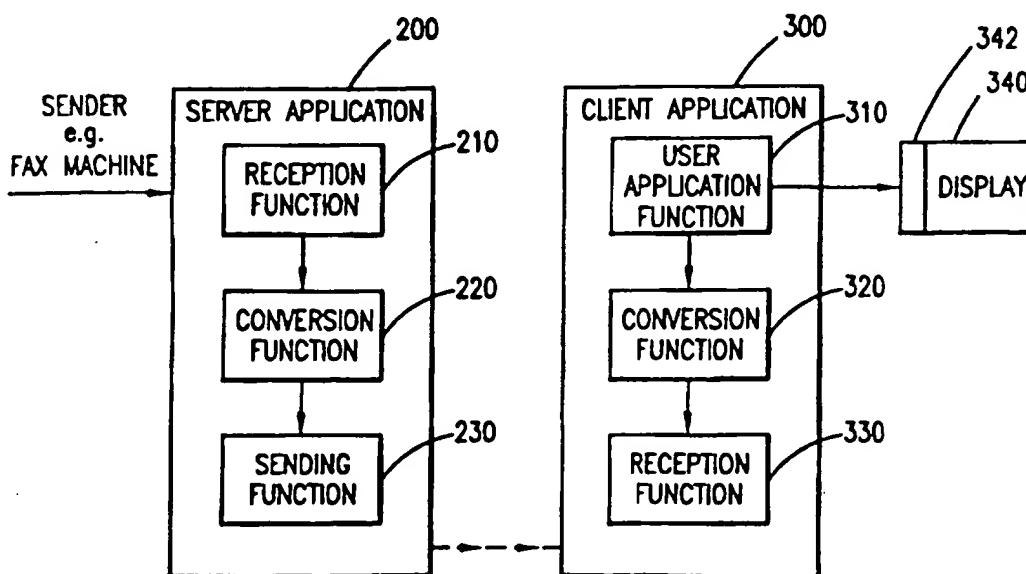 200
300
342
340
SENDER
e.g.
FAX MACHINE
SERVER APPLICATION
210
RECEPTION
FUNCTION
220
CONVERSION
FUNCTION
230
SENDING
FUNCTION
CLIENT APPLICATION
310
USER
APPLICATION
FUNCTION
DISPLAY
320
CONVERSION
FUNCTION
330
RECEPTION
FUNCTION